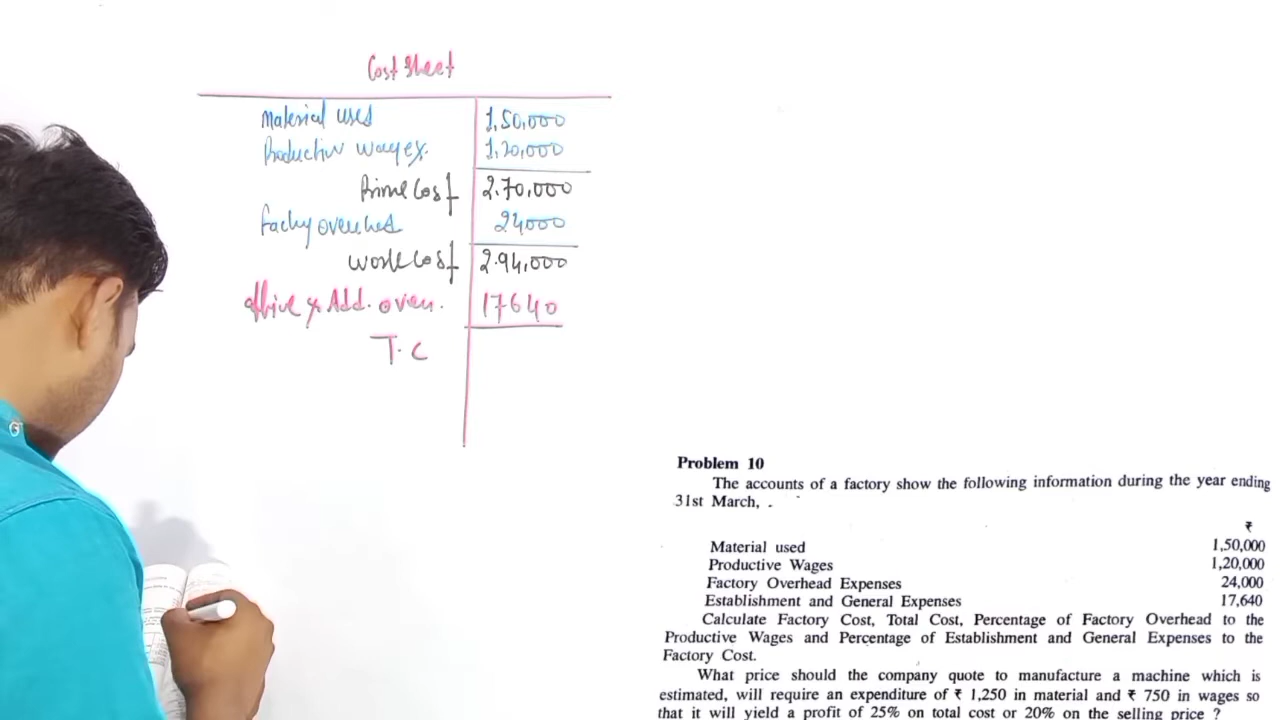 Cost Sheet
Material uses 1,50,000
Productive wages. 1,20,000
Prime Cost 2.70,000
24000
work cost 2.94,000
Add. over. 17640
T.C
Problem 10
The accounts of a factory show the following information during the year ending
31st March, .
₹
Material used 1,50,000
Productive Wages 1,20,000
Factory Overhead Expenses 24,000
Establishment and General Expenses 17,640
Calculate Factory Cost, Total Cost, Percentage of Factory Overhead to the
Productive Wages and Percentage of Establishment and General Expenses to the
Factory Cost.
What price should the company quote to manufacture a machine which is
estimated, will require an expenditure of ₹ 1,250 in material and ₹ 750 in wages so
that it will yield a profit of 25% on total cost or 20% on the selling price ?